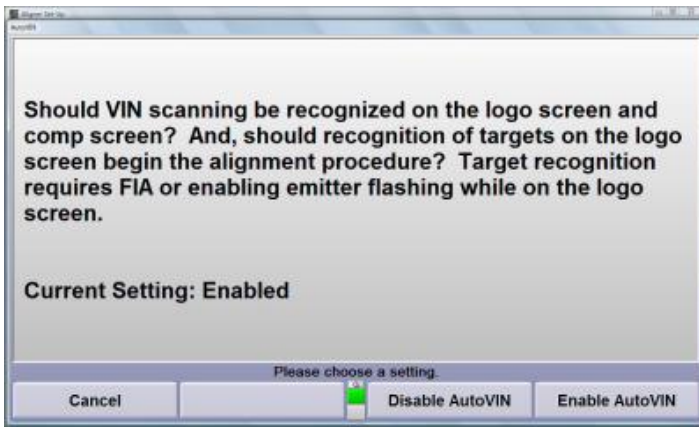 Aligner Set Up
AutoVIN
Should VIN scanning be recognized on the logo screen and
comp screen? And, should recognition of targets on the logo
screen begin the alignment procedure? Target recognition
requires FIA or enabling emitter flashing while on the logo
screen.
Current Setting: Enabled
Please choose a setting.
Cancel
Disable AutoVIN
Enable AutoVIN